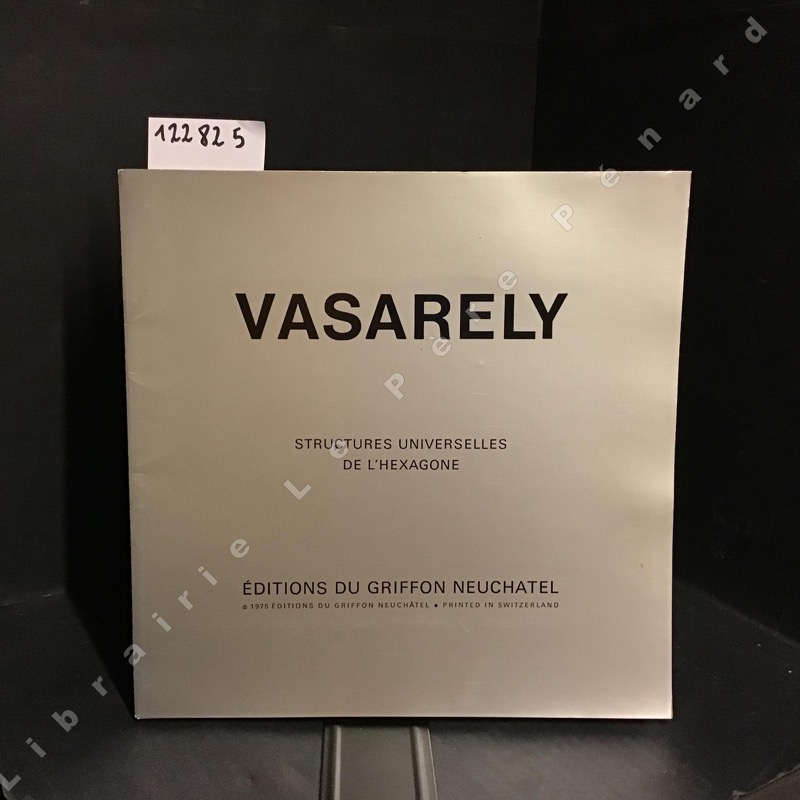 122825
VASARELY
STRUCTURES UNIVERSELLES
DE L'HEXAGONE
ÉDITIONS DU GRIFFON NEUCHATEL
© 1975 ÉDITIONS DU GRIFFON NEUCHÂTEL • PRINTED IN SWITZERLAND
Librairie Le Père Pénard